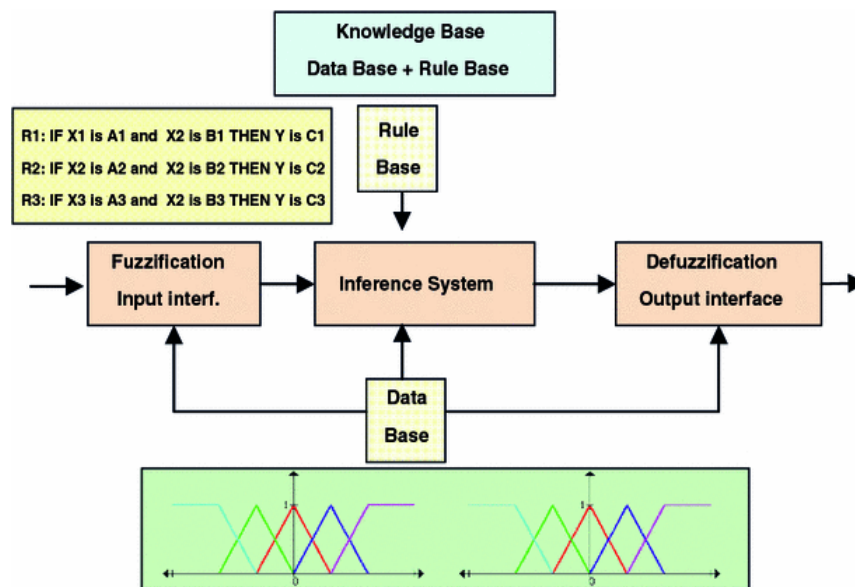 Knowledge Base
Data Base + Rule Base
R1: IF X1 is A1 and X2 is B1 THEN Y is C1
R2: IF X2 is A2 and X2 is B2 THEN Y is C2
R3: IF X3 is A3 and X2 is B3 THEN Y is C3
Rule
Base
Fuzzification
Input interf.
Inference System
Defuzzification
Output interface
Data
Base
1
0
1
0